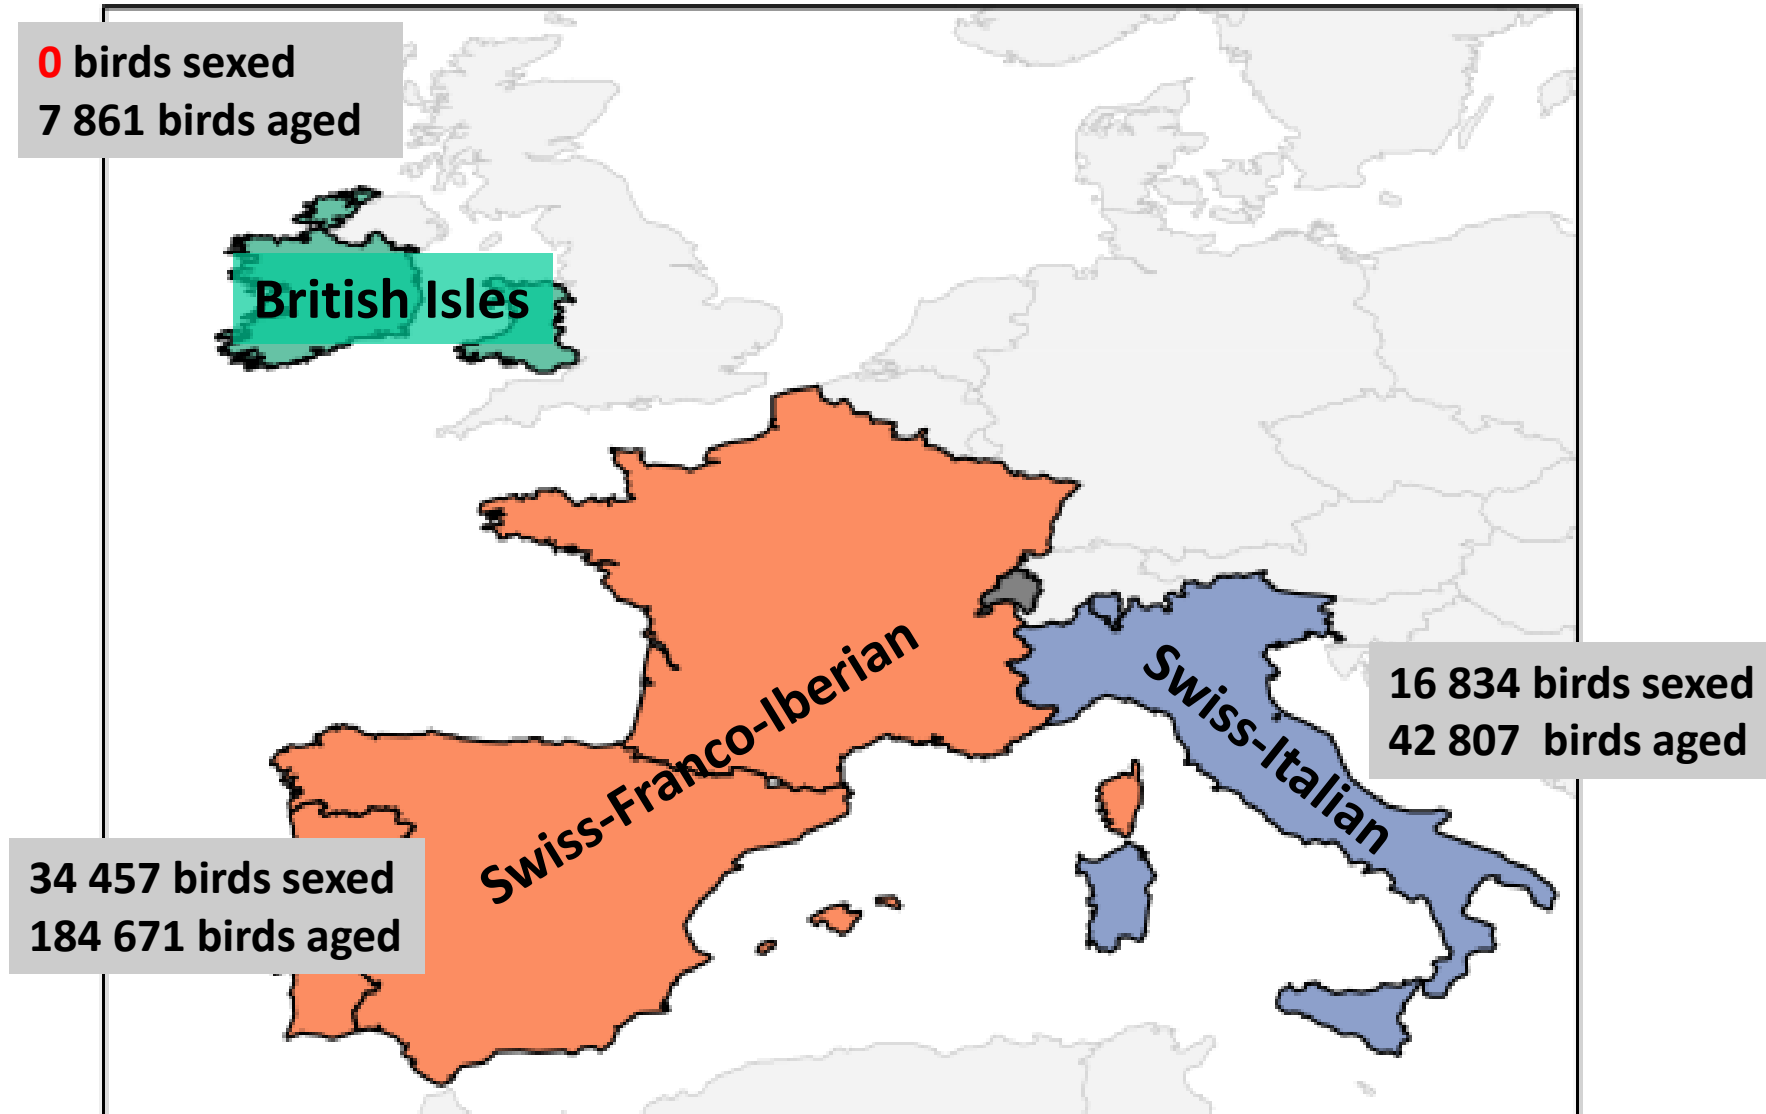 0 birds sexed
7 861 birds aged
British Isles
Swiss-Franco-Iberian
Swiss-Italian
16 834 birds sexed
42 807 birds aged
34 457 birds sexed
184 671 birds aged